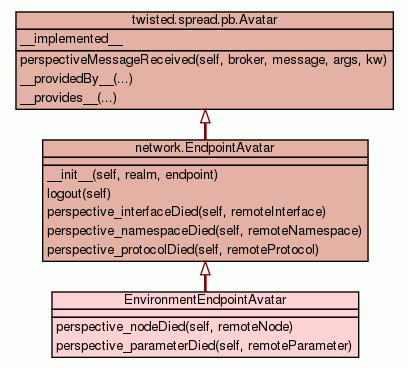 twisted.spread.pb.Avatar
__implemented__
perspectiveMessageReceived(self, broker, message, args, kw)
__providedBy__(...)
__provides__(...)
network.EndpointAvatar
__init__(self, realm, endpoint)
logout(self)
perspective_interfaceDied(self, remoteInterface)
perspective_namespaceDied(self, remoteNamespace)
perspective_protocolDied(self, remoteProtocol)
EnvironmentEndpointAvatar
perspective_nodeDied(self, remoteNode)
perspective_parameterDied(self, remoteParameter)